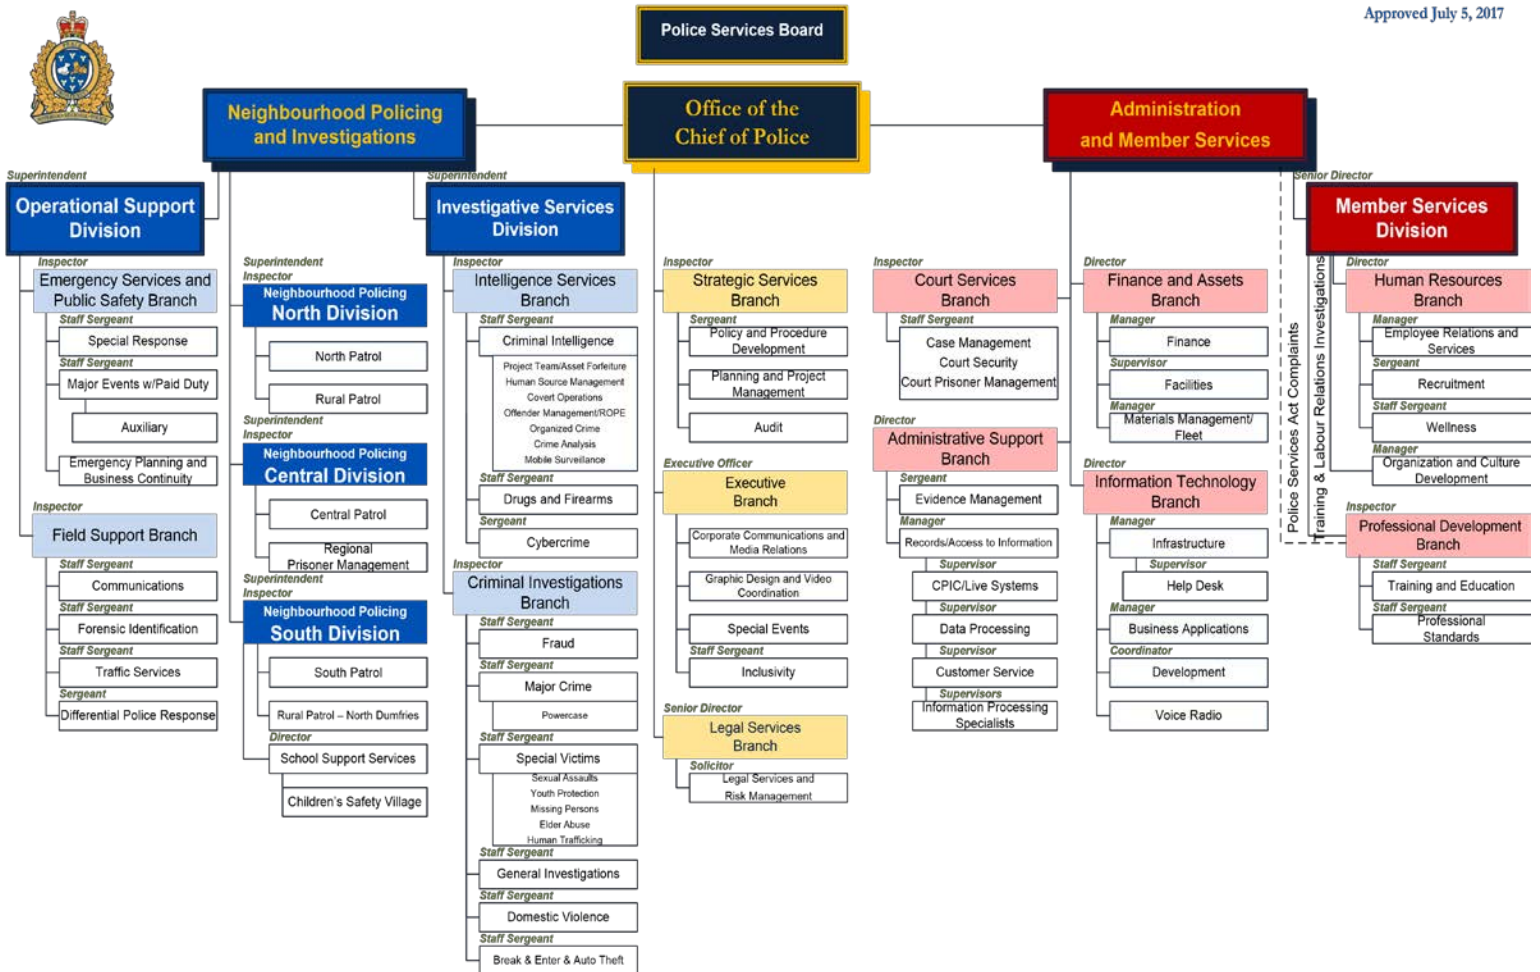 Approved July 5, 2017
Police Services Board
Office of the
Chief of Police
Neighbourhood Policing
and Investigations
Administration
and Member Services
Superintendent
Operational Support
Division
Inspector
Emergency Services and
Public Safety Branch
Staff Sergeant
Special Response
Staff Sergeant
Major Events w/Paid Duty
Auxiliary
Emergency Planning and
Business Continuity
Inspector
Field Support Branch
Staff Sergeant
Communications
Staff Sergeant
Forensic Identification
Staff Sergeant
Traffic Services
Sergeant
Differential Police Response
Superintendent
Inspector
Neighbourhood Policing
North Division
North Patrol
Rural Patrol
Superintendent
Inspector
Neighbourhood Policing
Central Division
Central Patrol
Regional
Prisoner Management
Superintendent
Inspector
Neighbourhood Policing
South Division
South Patrol
Rural Patrol – North Dumfries
Director
School Support Services
Children's Safety Village
Superintendent
Investigative Services
Division
Inspector
Intelligence Services
Branch
Staff Sergeant
Criminal Intelligence
Project Team/Asset Forfeiture
Human Source Management
Covert Operations
Offender Management/ROPE
Organized Crime
Crime Analysis
Mobile Surveillance
Staff Sergeant
Drugs and Firearms
Sergeant
Cybercrime
Inspector
Criminal Investigations
Branch
Staff Sergeant
Fraud
Staff Sergeant
Major Crime
Powercase
Staff Sergeant
Special Victims
Sexual Assaults
Youth Protection
Missing Persons
Elder Abuse
Human Trafficking
Staff Sergeant
General Investigations
Staff Sergeant
Domestic Violence
Staff Sergeant
Break & Enter & Auto Theft
Inspector
Strategic Services
Branch
Sergeant
Policy and Procedure
Development
Planning and Project
Management
Audit
Executive Officer
Executive
Branch
Corporate Communications and
Media Relations
Graphic Design and Video
Coordination
Special Events
Staff Sergeant
Inclusivity
Senior Director
Legal Services
Branch
Solicitor
Legal Services and
Risk Management
Inspector
Court Services
Branch
Staff Sergeant
Case Management
Court Security
Court Prisoner Management
Director
Administrative Support
Branch
Sergeant
Evidence Management
Manager
Records/Access to Information
Supervisor
CPIC/Live Systems
Supervisor
Data Processing
Supervisor
Customer Service
Supervisors
Information Processing
Specialists
Director
Finance and Assets
Branch
Manager
Finance
Supervisor
Facilities
Manager
Materials Management/
Fleet
Director
Information Technology
Branch
Manager
Infrastructure
Supervisor
Help Desk
Manager
Business Applications
Coordinator
Development
Voice Radio
Police Services Act Complaints
Training & Labour Relations Investigations
Senior Director
Member Services
Division
Director
Human Resources
Branch
Manager
Employee Relations and
Services
Sergeant
Recruitment
Staff Sergeant
Wellness
Manager
Organization and Culture
Development
Inspector
Professional Development
Branch
Staff Sergeant
Training and Education
Staff Sergeant
Professional
Standards